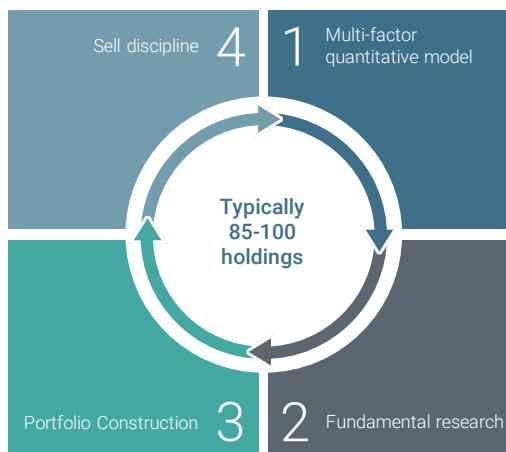 Sell discipline 4
1 Multi-factor
quantitative model
Typically
85-100
holdings
Portfolio Construction 3
2 Fundamental research